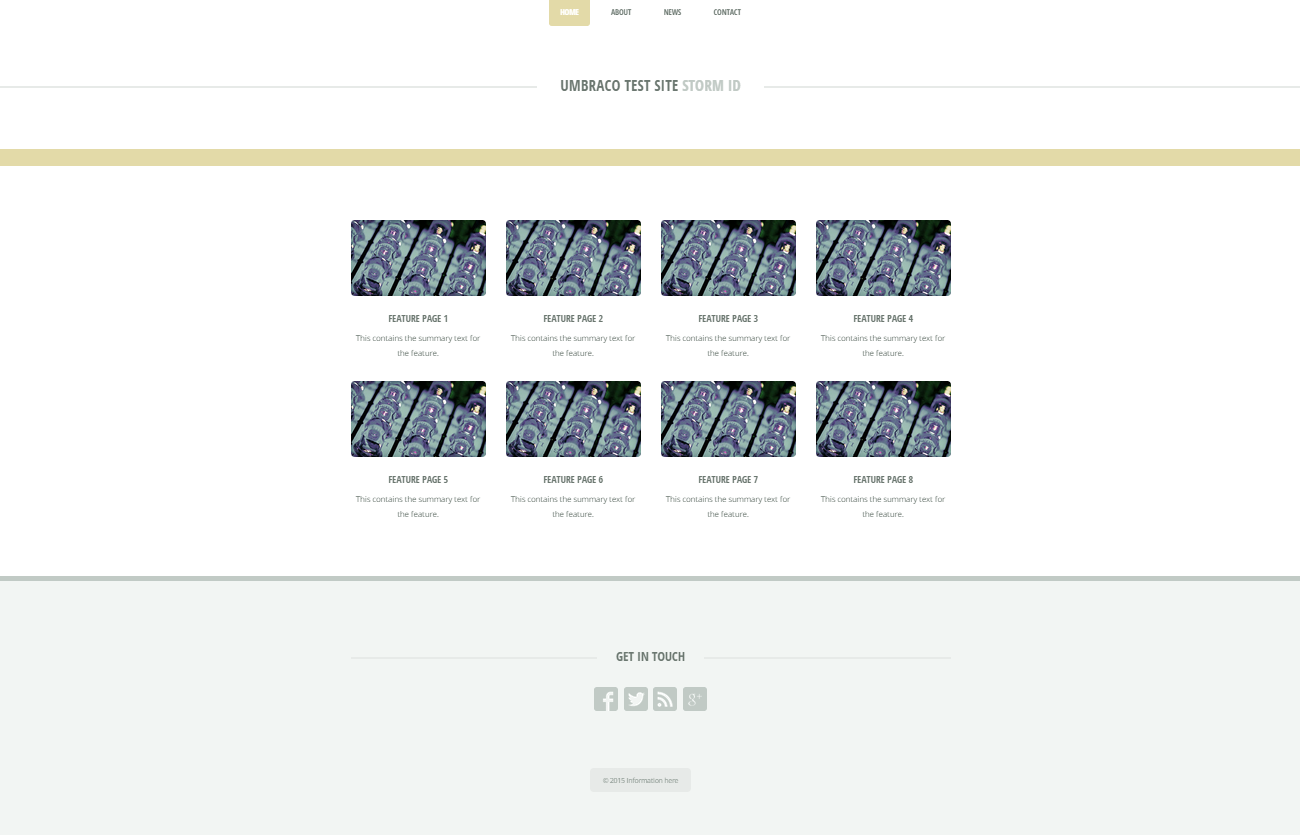 HOME ABOUT NEWS CONTACT
UMBRACO TEST SITE STORM ID
FEATURE PAGE 1
This contains the summary text for
the feature.
FEATURE PAGE 2
This contains the summary text for
the feature.
FEATURE PAGE 3
This contains the summary text for
the feature.
FEATURE PAGE 4
This contains the summary text for
the feature.
FEATURE PAGE 5
This contains the summary text for
the feature.
FEATURE PAGE 6
This contains the summary text for
the feature.
FEATURE PAGE 7
This contains the summary text for
the feature.
FEATURE PAGE 8
This contains the summary text for
the feature.
GET IN TOUCH
© 2015 Information here